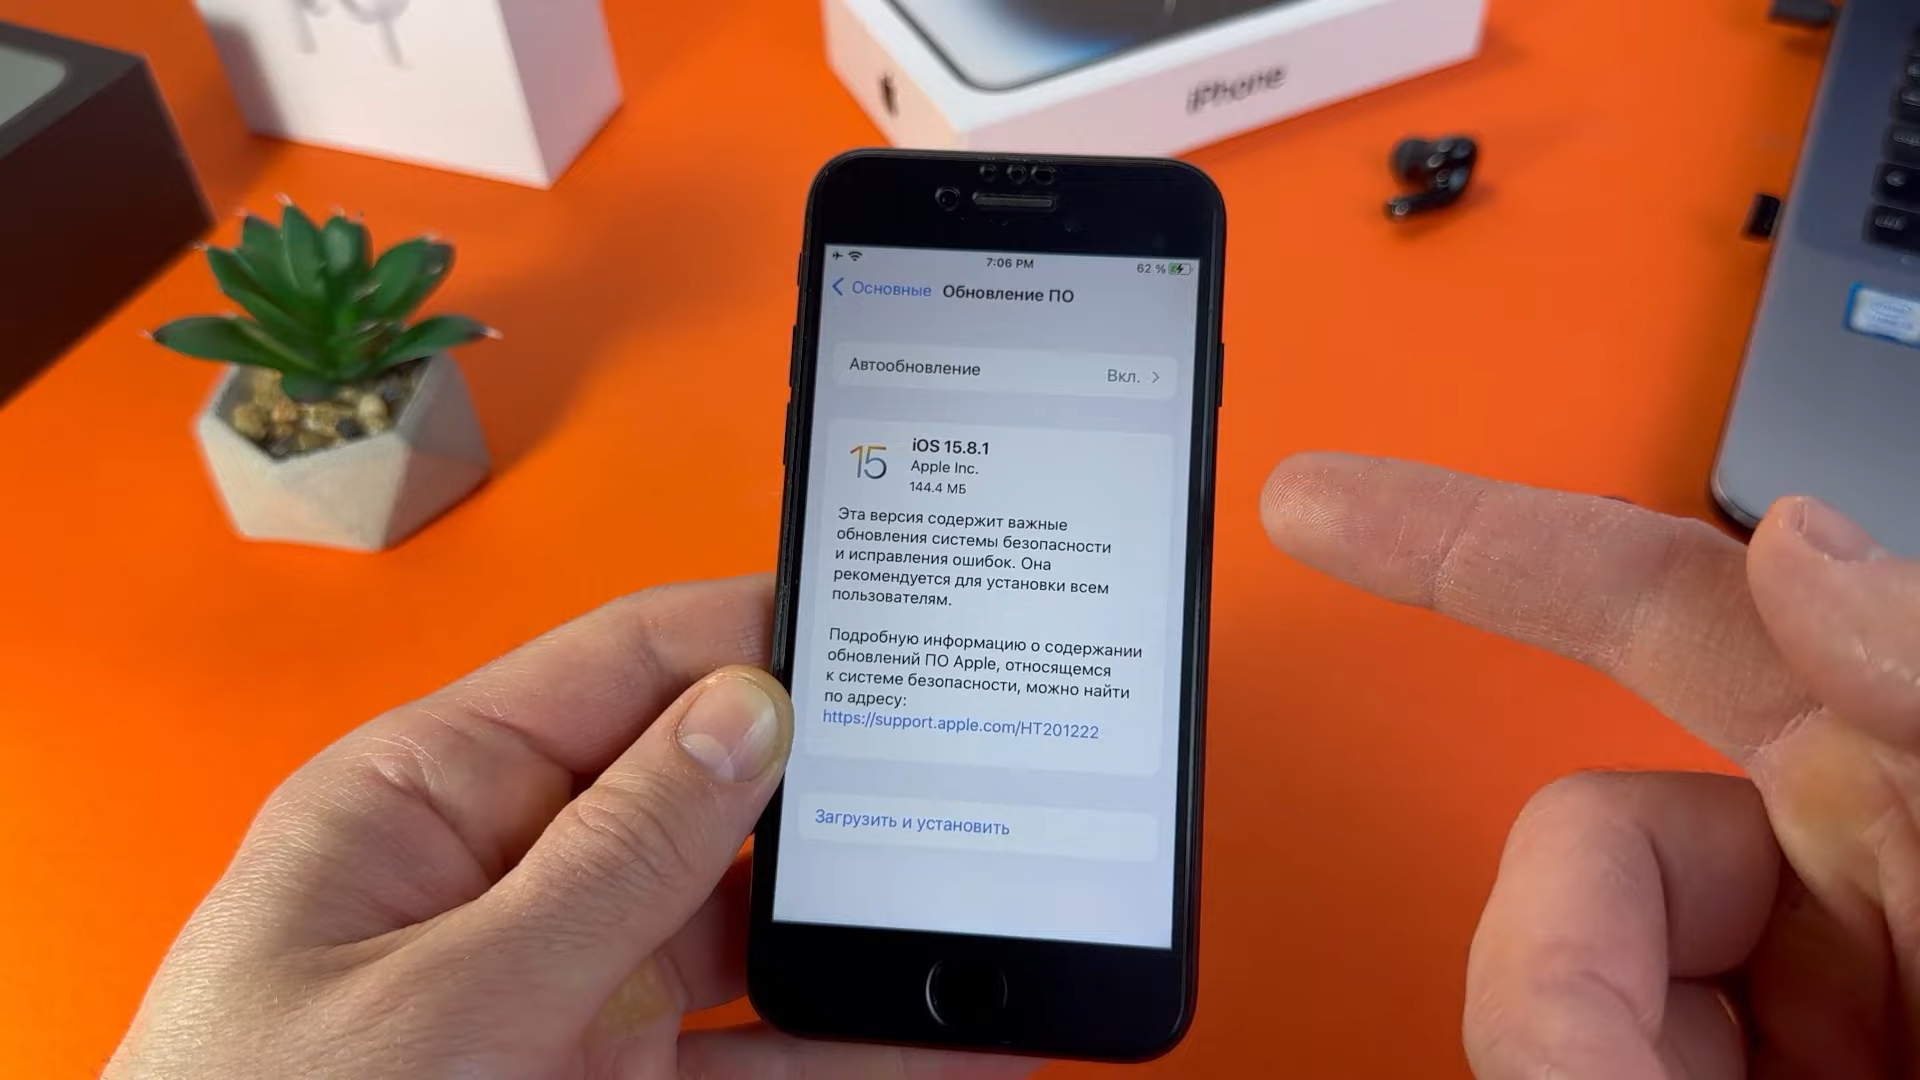 iPhone
7:06 PM
62 %
Основные
Обновление ПО
Автообновление
Вкл.
15
iOS 15.8.1
Apple Inc.
144.4 МБ
Эта версия содержит важные
обновления системы безопасности
и исправления ошибок. Она
рекомендуется для установки всем
пользователям.
Подробную информацию о содержании
обновлений ПО Apple, относящемся
к системе безопасности, можно найти
по адресу:
https://support.apple.com/HT201222
Загрузить и установить